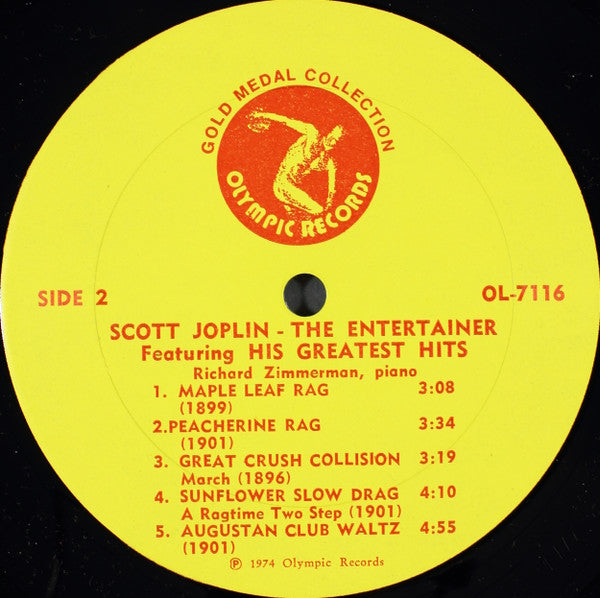 GOLD MEDAL COLLECTION
OLYMPIC RECORDS
SIDE 2
OL-7116
SCOTT JOPLIN - THE ENTERTAINER
Featuring HIS GREATEST HITS
Richard Zimmerman, piano
1. MAPLE LEAF RAG 3:08
(1899)
2.PEACHERINE RAG 3:34
(1901)
3. GREAT CRUSH COLLISION 3:19
March (1896)
4. SUNFLOWER SLOW DRAG 4:10
A Ragtime Two Step (1901)
5. AUGUSTAN CLUB WALTZ 4:55
(1901)
℗ 1974 Olympic Records